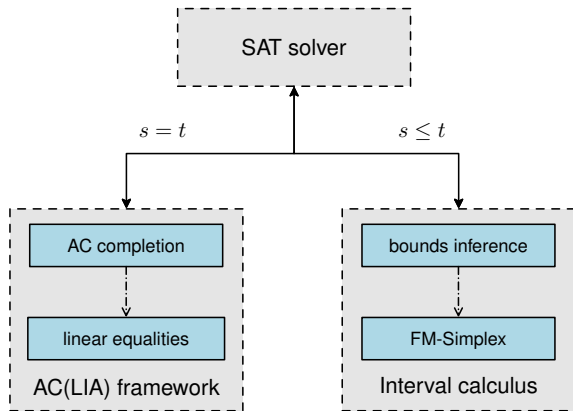 SAT solver
s = t
s ≤ t
AC completion
bounds inference
linear equalities
FM-Simplex
AC(LIA) framework
Interval calculus